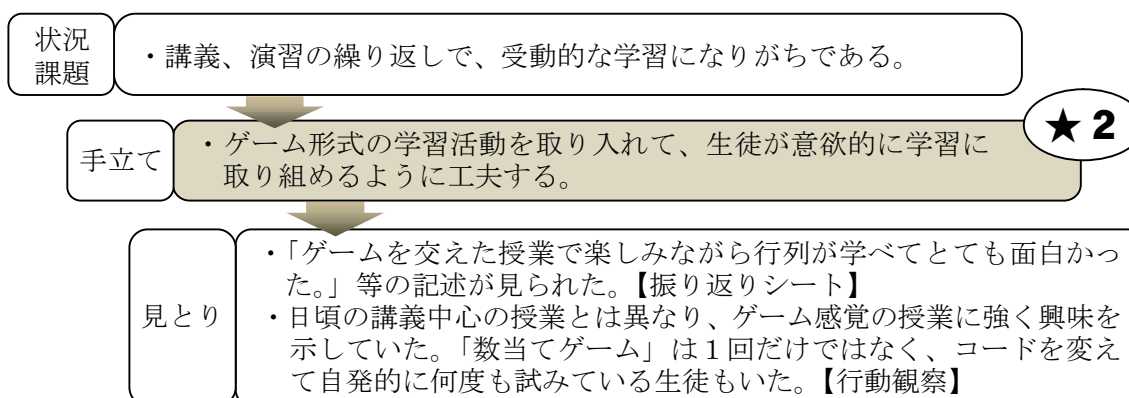 状況
課題
・講義、演習の繰り返しで、受動的な学習になりがちである。
★2
手立て
・ゲーム形式の学習活動を取り入れて、生徒が意欲的に学習に
取り組めるように工夫する。
見とり
・「ゲームを交えた授業で楽しみながら行列が学べてとても面白かっ
た。」等の記述が見られた。【振り返りシート】
・日頃の講義中心の授業とは異なり、ゲーム感覚の授業に強く興味を
示していた。「数当てゲーム」は１回だけではなく、コードを変え
て自発的に何度も試みている生徒もいた。【行動観察】